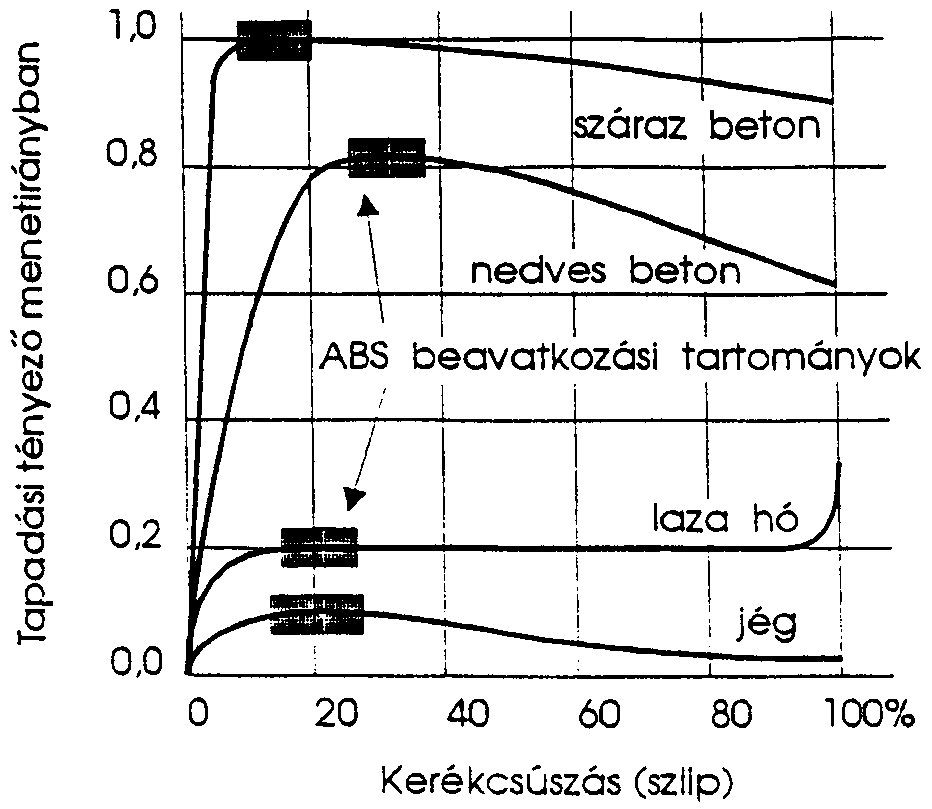 Tapadási tényező menetirányban
1,0
0,8
0,6
0,4
0,2
0,0
száraz beton
nedves beton
ABS beavatkozási tartományok
laza hó
jég
0 20 40 60 80 100%
Kerékcsúszás (szlip)